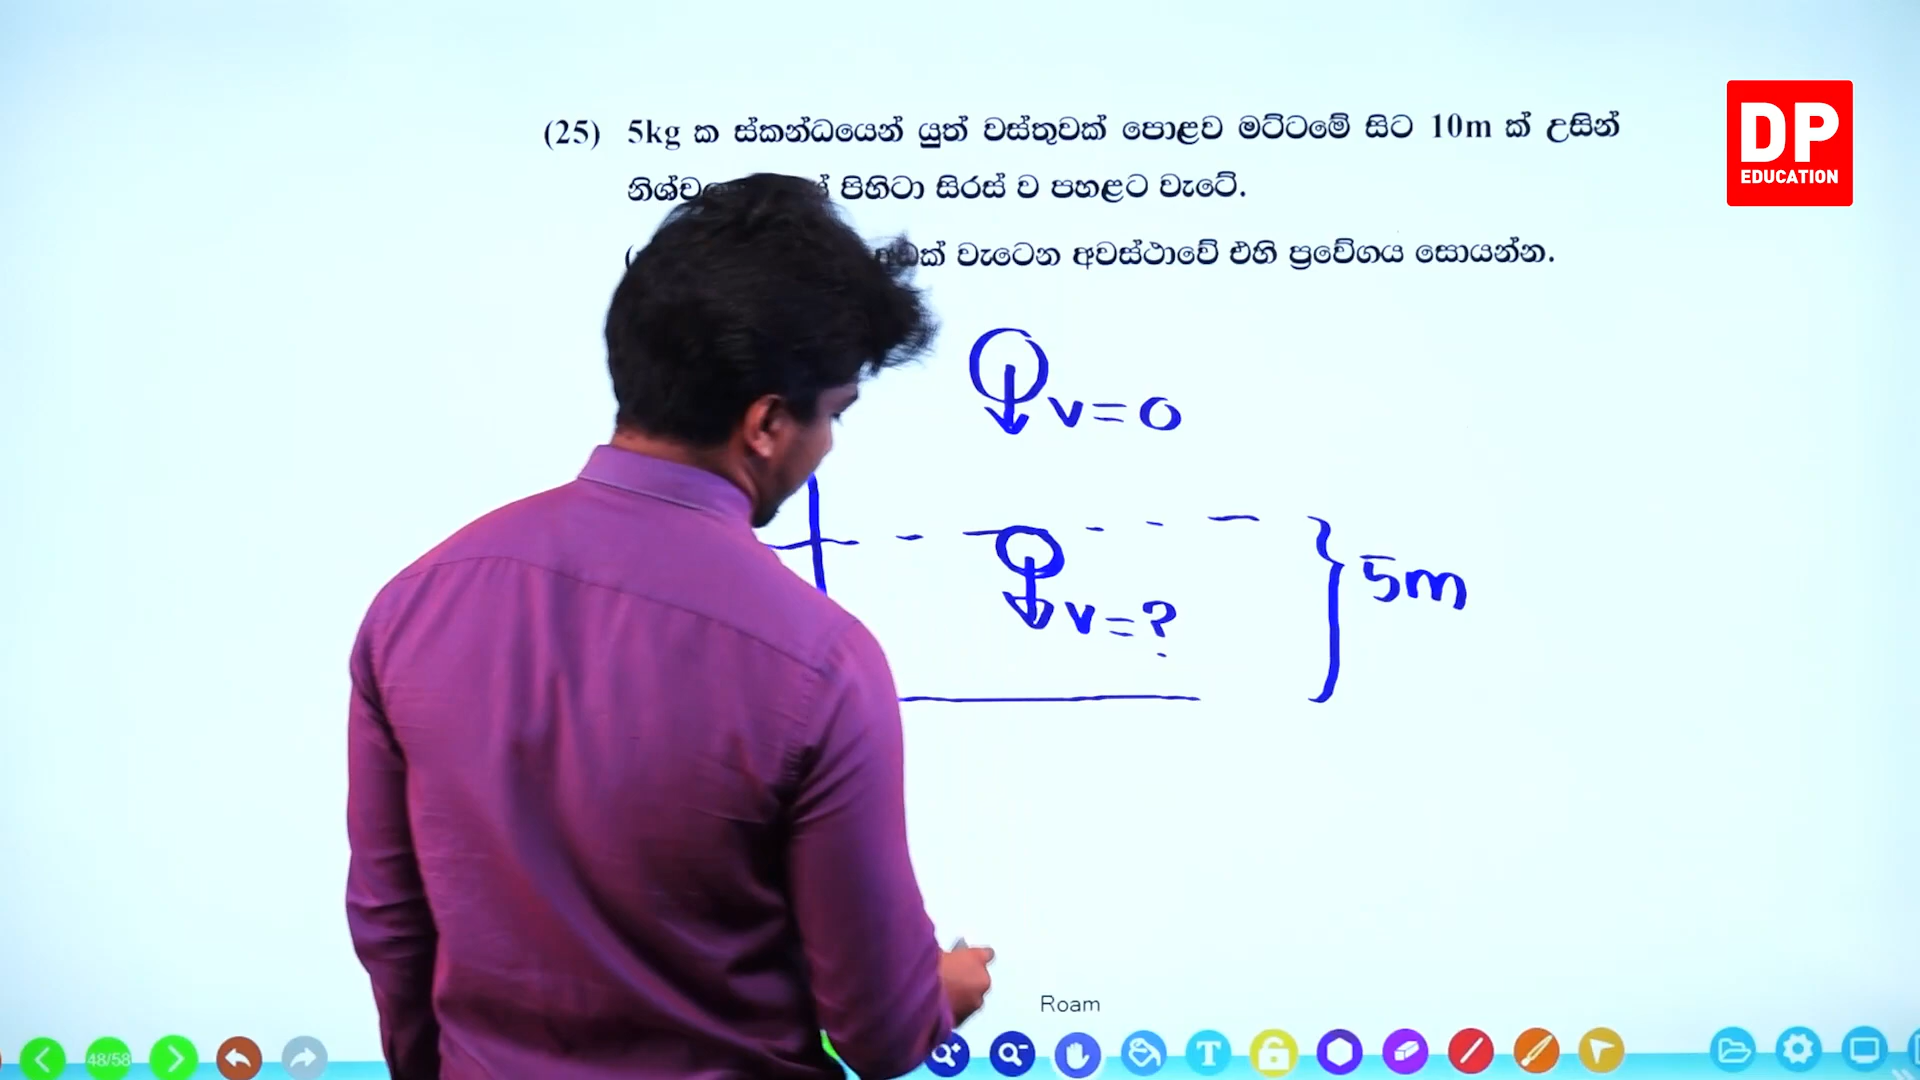 DP
EDUCATION
(25) 5kg ක ස්කන්ධයෙන් යුත් වස්තුවක් පොළව මට්ටමේ සිට 10m ක් උසින්
පිහිටා සිරස් ව පහළට වැටේ.
වැටෙන අවස්ථාවේ එහි ප්‍රවේගය සොයන්න.
v=0
5m
v=?
Roam
48/58
T